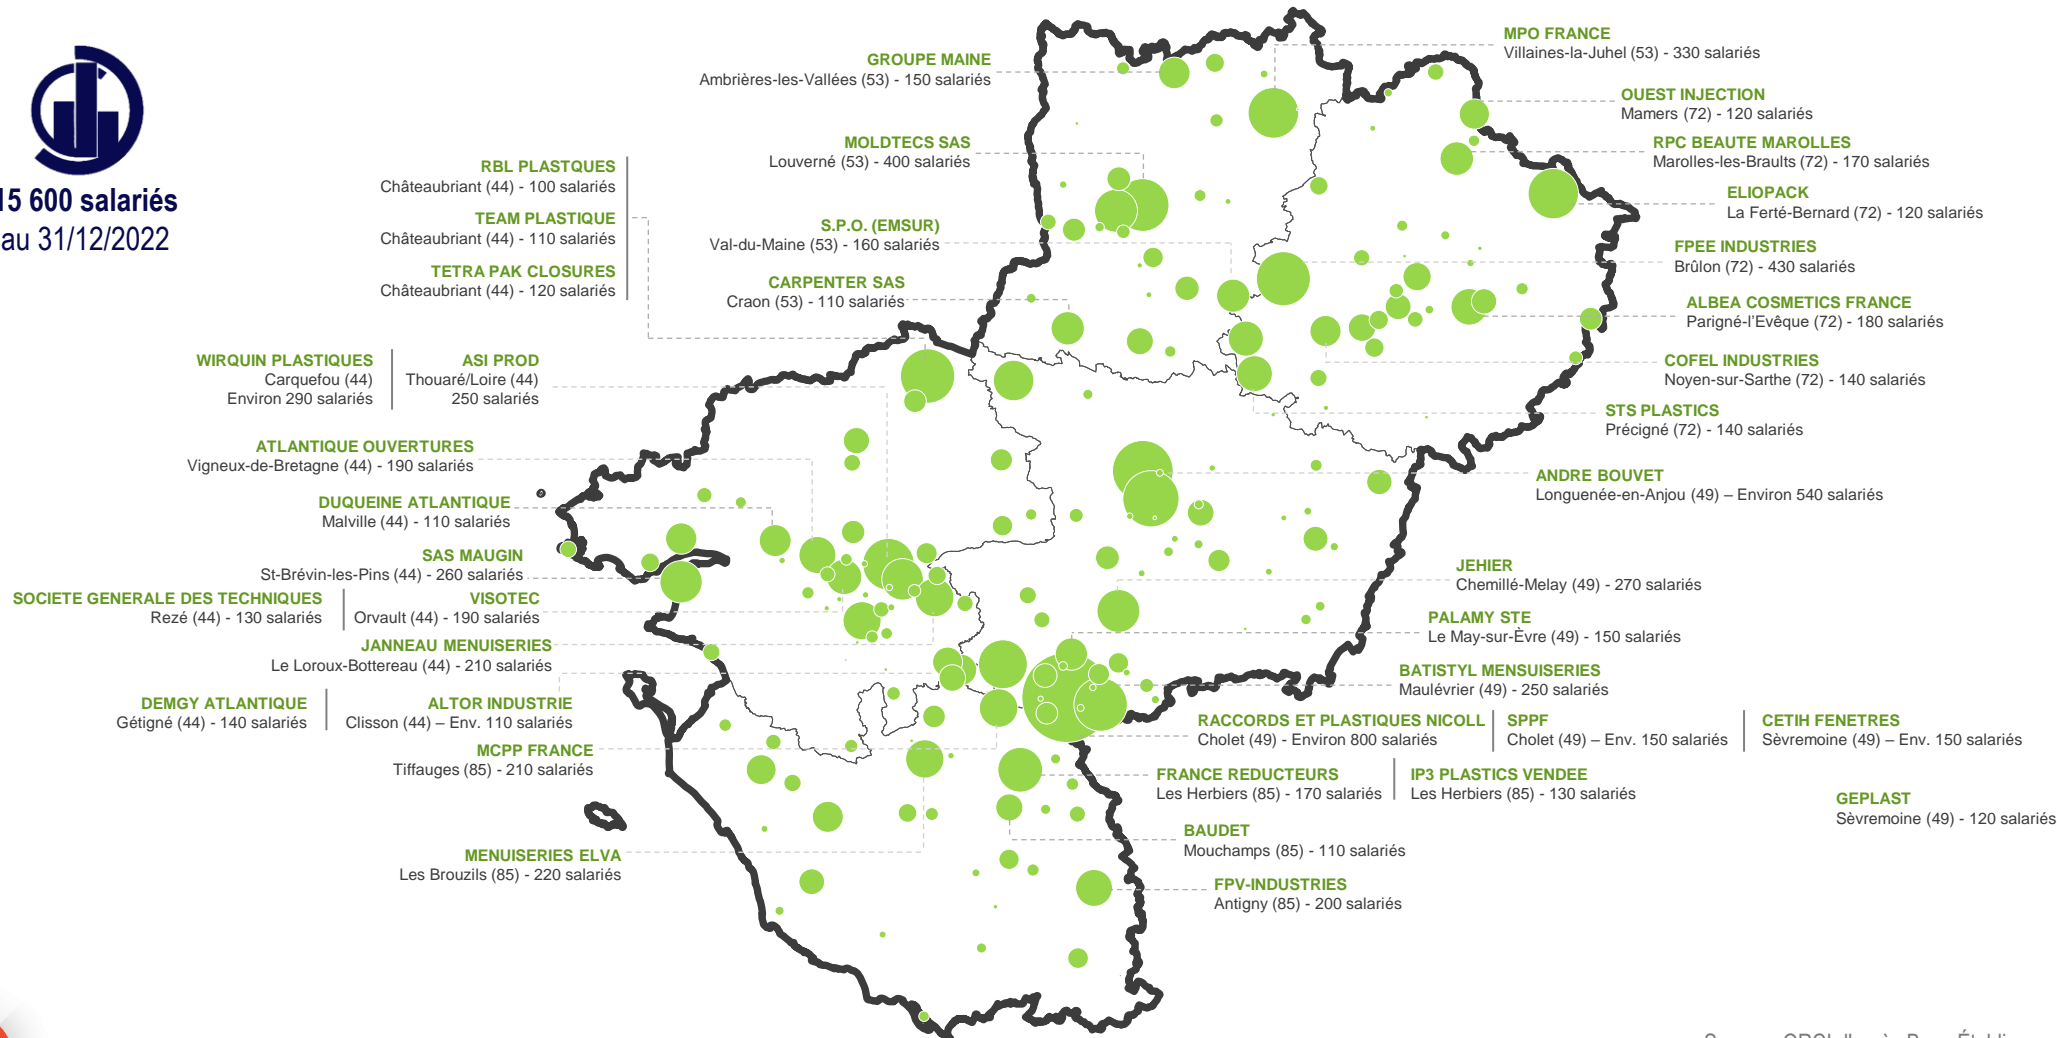 15 600 salariés
au 31/12/2022
GROUPE MAINE
Ambrières-les-Vallées (53) - 150 salariés
MOLDTECS SAS
Louverné (53) - 400 salariés
RBL PLASTQUES
Châteaubriant (44) - 100 salariés
TEAM PLASTIQUE
Châteaubriant (44) - 110 salariés
TETRA PAK CLOSURES
Châteaubriant (44) - 120 salariés
S.P.O. (EMSUR)
Val-du-Maine (53) - 160 salariés
CARPENTER SAS
Craon (53) - 110 salariés
WIRQUIN PLASTIQUES
Carquefou (44)
Environ 290 salariés
ASI PROD
Thouaré/Loire (44)
250 salariés
ATLANTIQUE OUVERTURES
Vigneux-de-Bretagne (44) - 190 salariés
DUQUEINE ATLANTIQUE
Malville (44) - 110 salariés
SAS MAUGIN
St-Brévin-les-Pins (44) - 260 salariés
SOCIETE GENERALE DES TECHNIQUES
Rezé (44) - 130 salariés
VISOTEC
Orvault (44) - 190 salariés
JANNEAU MENUISERIES
Le Loroux-Bottereau (44) - 210 salariés
DEMGY ATLANTIQUE
Gétigné (44) - 140 salariés
ALTOR INDUSTRIE
Clisson (44) – Env. 110 salariés
MCPP FRANCE
Tiffauges (85) - 210 salariés
MENUISERIES ELVA
Les Brouzils (85) - 220 salariés
MPO FRANCE
Villaines-la-Juhel (53) - 330 salariés
OUEST INJECTION
Mamers (72) - 120 salariés
RPC BEAUTE MAROLLES
Marolles-les-Braults (72) - 170 salariés
ELIOPACK
La Ferté-Bernard (72) - 120 salariés
FPEE INDUSTRIES
Brûlon (72) - 430 salariés
ALBEA COSMETICS FRANCE
Parigné-l'Evêque (72) - 180 salariés
COFEL INDUSTRIES
Noyen-sur-Sarthe (72) - 140 salariés
STS PLASTICS
Précigné (72) - 140 salariés
ANDRE BOUVET
Longuenée-en-Anjou (49) – Environ 540 salariés
JEHIER
Chemillé-Melay (49) - 270 salariés
PALAMY STE
Le May-sur-Èvre (49) - 150 salariés
BATISTYL MENSUISERIES
Maulévrier (49) - 250 salariés
RACCORDS ET PLASTIQUES NICOLL
Cholet (49) - Environ 800 salariés
SPPF
Cholet (49) – Env. 150 salariés
CETIH FENETRES
Sèvremoine (49) – Env. 150 salariés
FRANCE REDUCTEURS
Les Herbiers (85) - 170 salariés
IP3 PLASTICS VENDEE
Les Herbiers (85) - 130 salariés
GEPLAST
Sèvremoine (49) - 120 salariés
BAUDET
Mouchamps (85) - 110 salariés
FPV-INDUSTRIES
Antigny (85) - 200 salariés